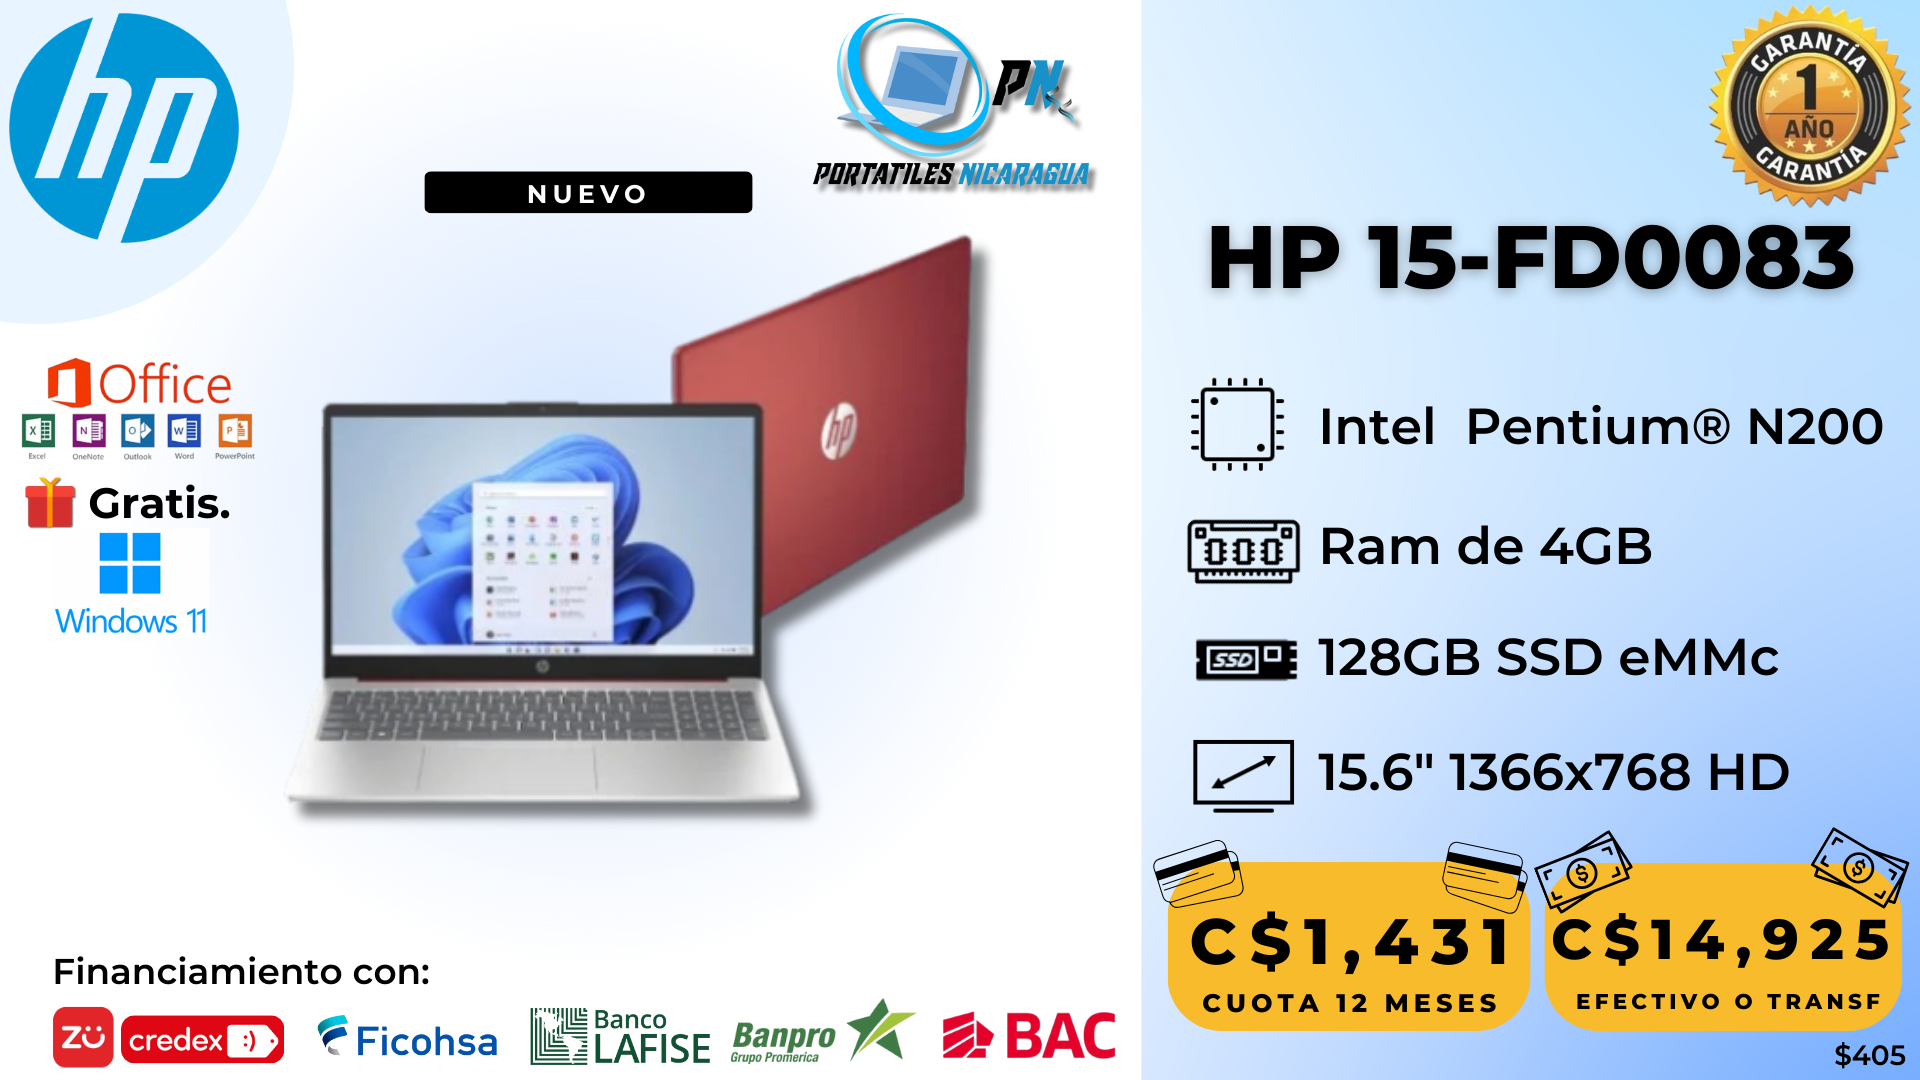 hp
PN
PORTATILES NICARAGUA
NUEVO
GARANTÍA
1
AÑO
GARANTÍA
HP 15-FD0083
Office
Excel OneNote Outlook Word PowerPoint
Gratis.
Windows 11
hp
Intel Pentium® N200
Ram de 4GB
SSD
128GB SSD eMMc
15.6" 1366x768 HD
C$1,431
CUOTA 12 MESES
C$14,925
EFECTIVO O TRANSF
$405
Financiamiento con:
zü
credex :)
Ficohsa
Banco
LAFISE
Banpro
Grupo Promerica
BAC